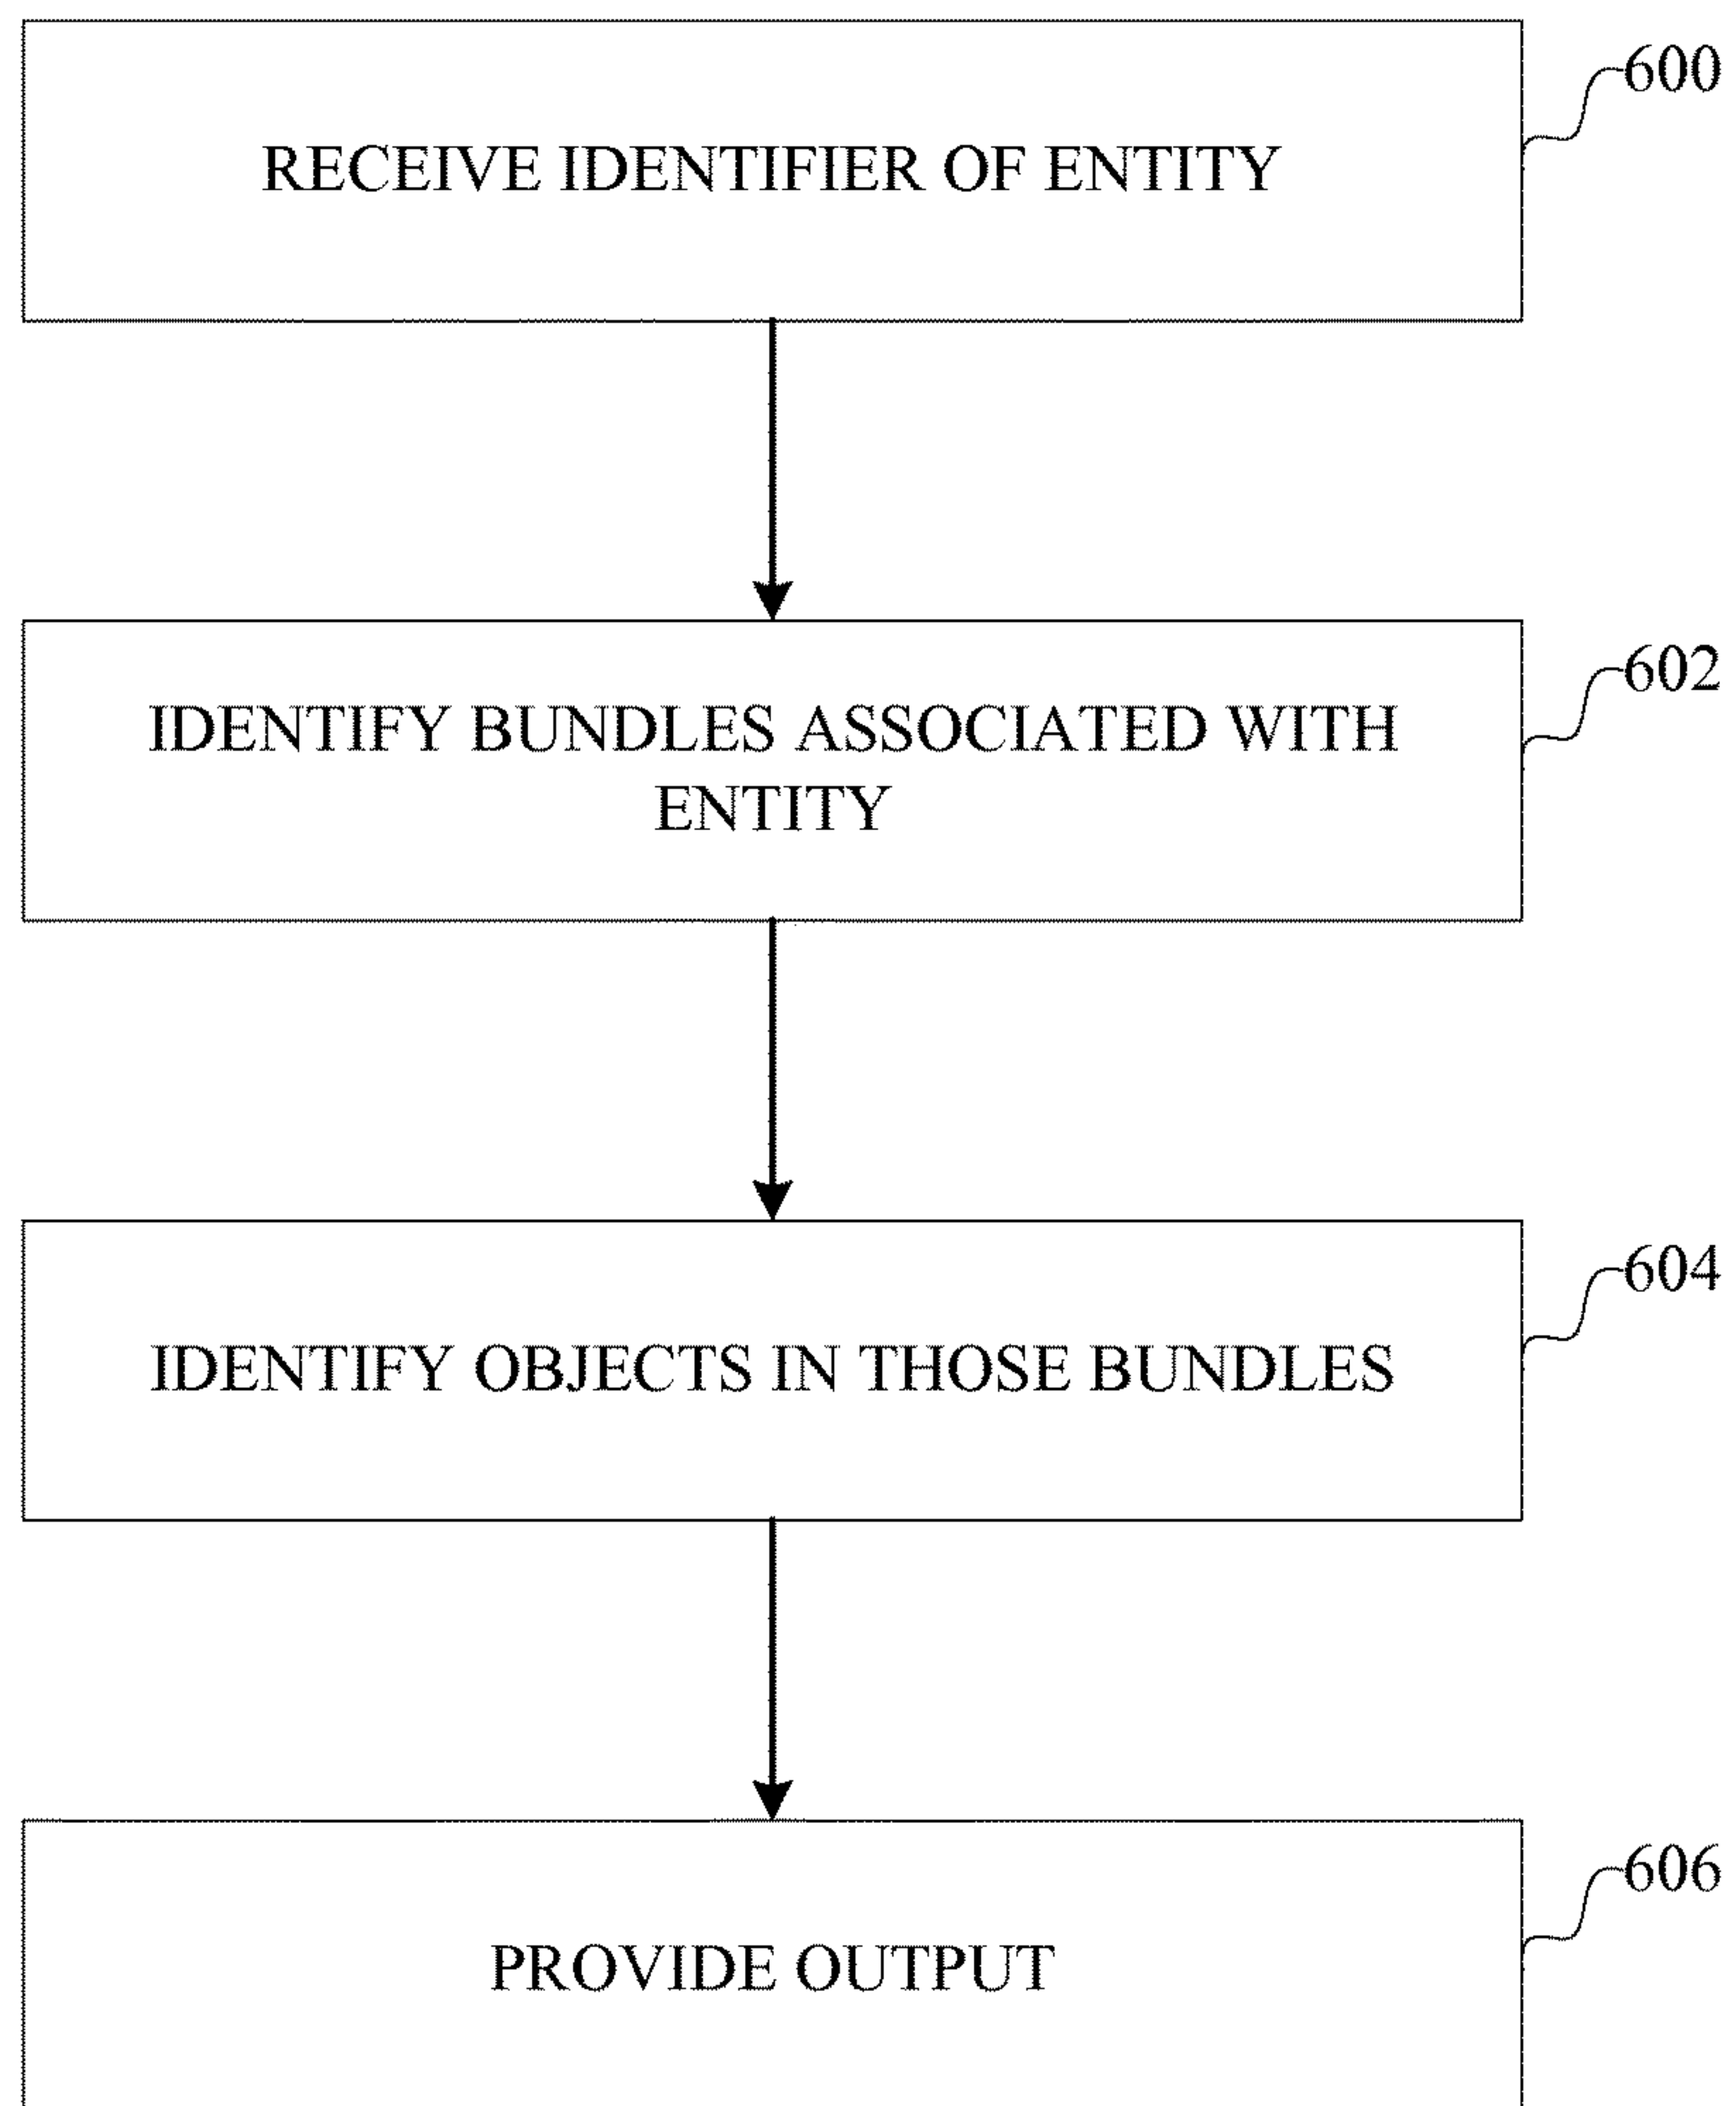 600
RECEIVE IDENTIFIER OF ENTITY
602
IDENTIFY BUNDLES ASSOCIATED WITH
ENTITY
604
IDENTIFY OBJECTS IN THOSE BUNDLES
606
PROVIDE OUTPUT